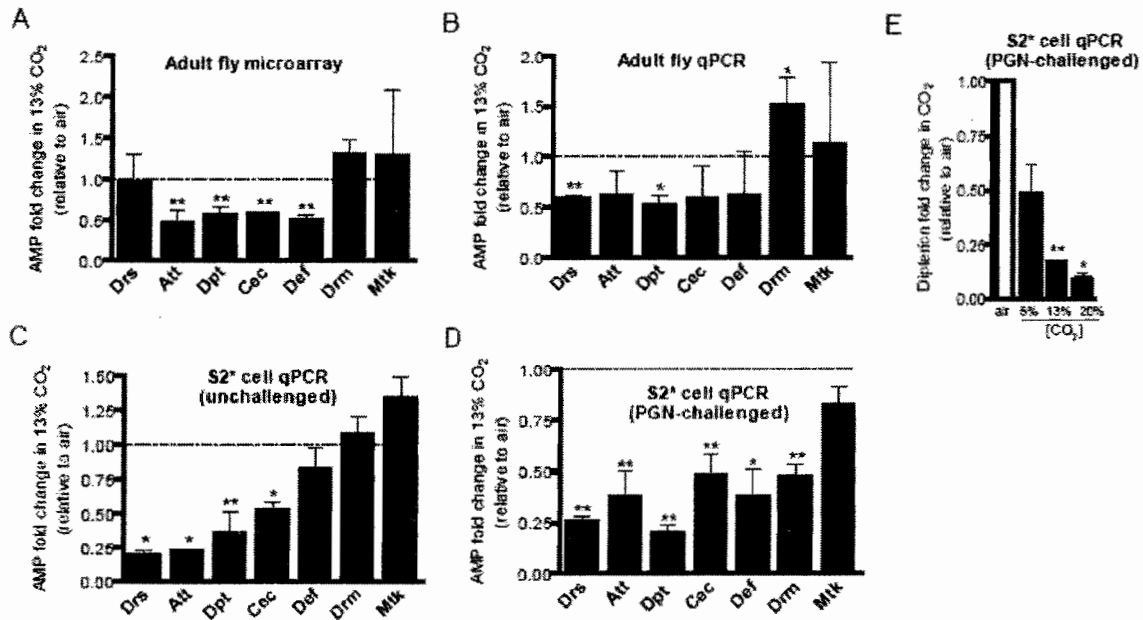 A
Adult fly microarray
AMP fold change in 13% CO₂
(relative to air)
2.5
2.0
1.5
1.0
0.5
0.0
** ** ** **
Drs Att Dpt Cec Def Drm Mtk
B
Adult fly qPCR
AMP fold change in 13% CO₂
(relative to air)
2.5
2.0
1.5
1.0
0.5
0.0
** * *
Drs Att Dpt Cec Def Drm Mtk
E
S2* cell qPCR
(PGN-challenged)
Diptericin fold change in CO₂
(relative to air)
1.00
0.75
0.50
0.25
0.00
** *
air 5% 13% 20%
[CO₂]
C
S2* cell qPCR
(unchallenged)
AMP fold change in 13% CO₂
(relative to air)
1.50
1.25
1.00
0.75
0.50
0.25
0.00
* * ** *
Drs Att Dpt Cec Def Drm Mtk
D
S2* cell qPCR
(PGN-challenged)
AMP fold change in 13% CO₂
(relative to air)
1.00
0.75
0.50
0.25
0.00
** ** ** ** * **
Drs Att Dpt Cec Def Drm Mtk